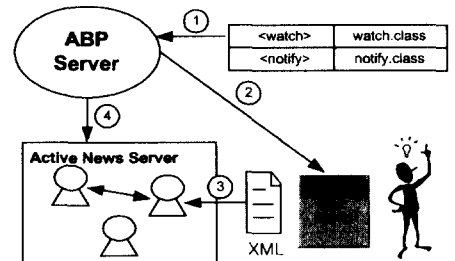 1
ABP
Server
<watch> watch.class
<notify> notify.class
2
4
Active News Server
3
XML